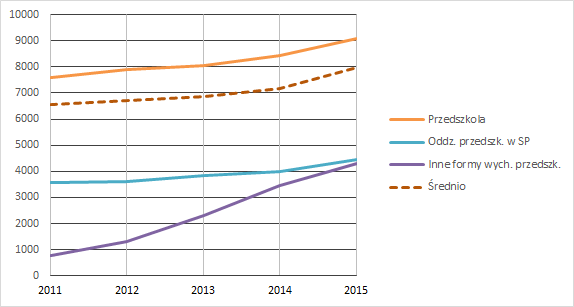 10000
9000
8000
7000
6000
5000
4000
3000
2000
1000
0
2011 2012 2013 2014 2015
Przedszkola
Oddz. przedszk. w SP
Inne formy wych. przedszk.
Średnio